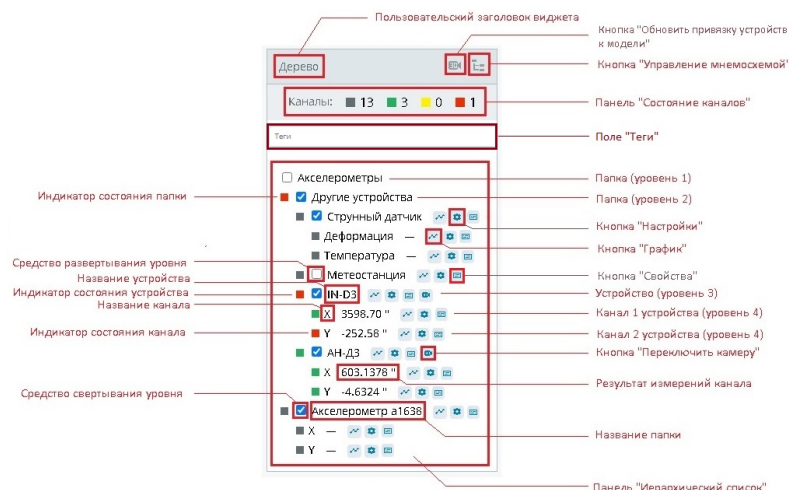 Пользовательский заголовок виджета
Кнопка "Обновить привязку устройств
к модели"
Дерево
Кнопка "Управление мнемосхемой"
Каналы: 13 3 0 1
Панель "Состояние каналов"
Теги
Поле "Теги"
Акселерометры
Папка (уровень 1)
Индикатор состояния папки
Другие устройства
Папка (уровень 2)
Струнный датчик
Кнопка "Настройки"
Деформация —
Кнопка "График"
Температура —
Средство развертывания уровня
Метеостанция
Кнопка "Свойства"
Название устройства
Индикатор состояния устройства
IN-D3
Устройство (уровень 3)
Название канала
X 3598.70 "
Канал 1 устройства (уровень 4)
Индикатор состояния канала
Y -252.58 "
Канал 2 устройства (уровень 4)
АН-Д3
Кнопка "Переключить камеру"
X 603.1378 "
Результат измерений канала
Средство свертывания уровня
Y -4.6324 "
Акселерометр a1638
Название папки
X —
Y —
Панель "Иерархический список"